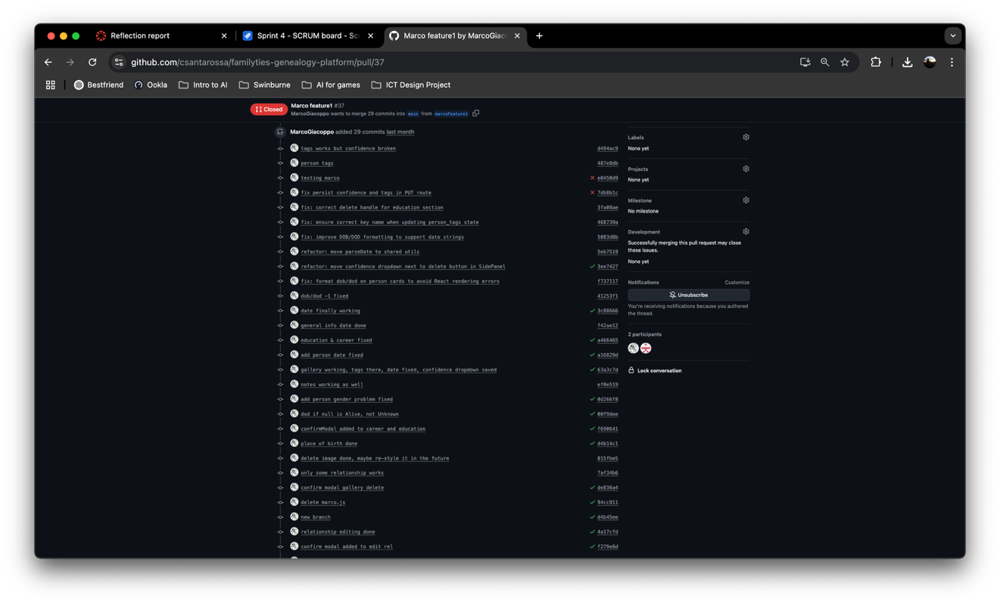 Reflection report
Sprint 4 - SCRUM board - Sc
Marco feature1 by MarcoGiac
github.com/csantarossa/familyties-genealogy-platform/pull/37
Bestfriend
Ookla
Intro to AI
Swinburne
AI for games
ICT Design Project
Closed
Marco feature1 #37
MarcoGiacoppo wants to merge 29 commits into main from marcoFeature1
MarcoGiacoppo added 29 commits last month
tags works but confidence broken d494ac9
person tags 487e8db
testing marco e0450d9
fix persist confidence and tags in PUT route 7db8b1c
fix: correct delete handle for education section 3fa08ae
fix: ensure correct key name when updating person_tags state 468739a
fix: improve DOB/DOD formatting to support date strings 5083d8b
refactor: move parseDate to shared utils 5eb7519
refactor: move confidence dropdown next to delete button in SidePanel 3ee7427
fix: format dob/dod on person cards to avoid React rendering errors f737117
dob/dod -1 fixed 41253f1
date finally working 3c88666
general info date done f42ae12
education & career fixed a466465
add person date fixed a16829d
gallery working, tags there, date fixed, confidence dropdown saved 63a3c7d
notes working as well ef0e519
add person gender problem fixed 0d266f8
dod if null is Alive, not Unknown 00f9dee
confirmModal added to career and education f690641
place of birth done d4b14c1
delete image done, maybe re-style it in the future 815fbe5
only some relationship works 7af34b6
confirm modal gallery delete de836a4
delete marco.js 94cc911
new branch d4b45ee
relationship editing done 4a17cfd
confirm modal added to edit rel f279e6d
Labels
None yet
Projects
None yet
Milestone
No milestone
Development
Successfully merging this pull request may close
these issues.
None yet
Notifications
Customize
Unsubscribe
You're receiving notifications because you authored
the thread.
2 participants
Lock conversation